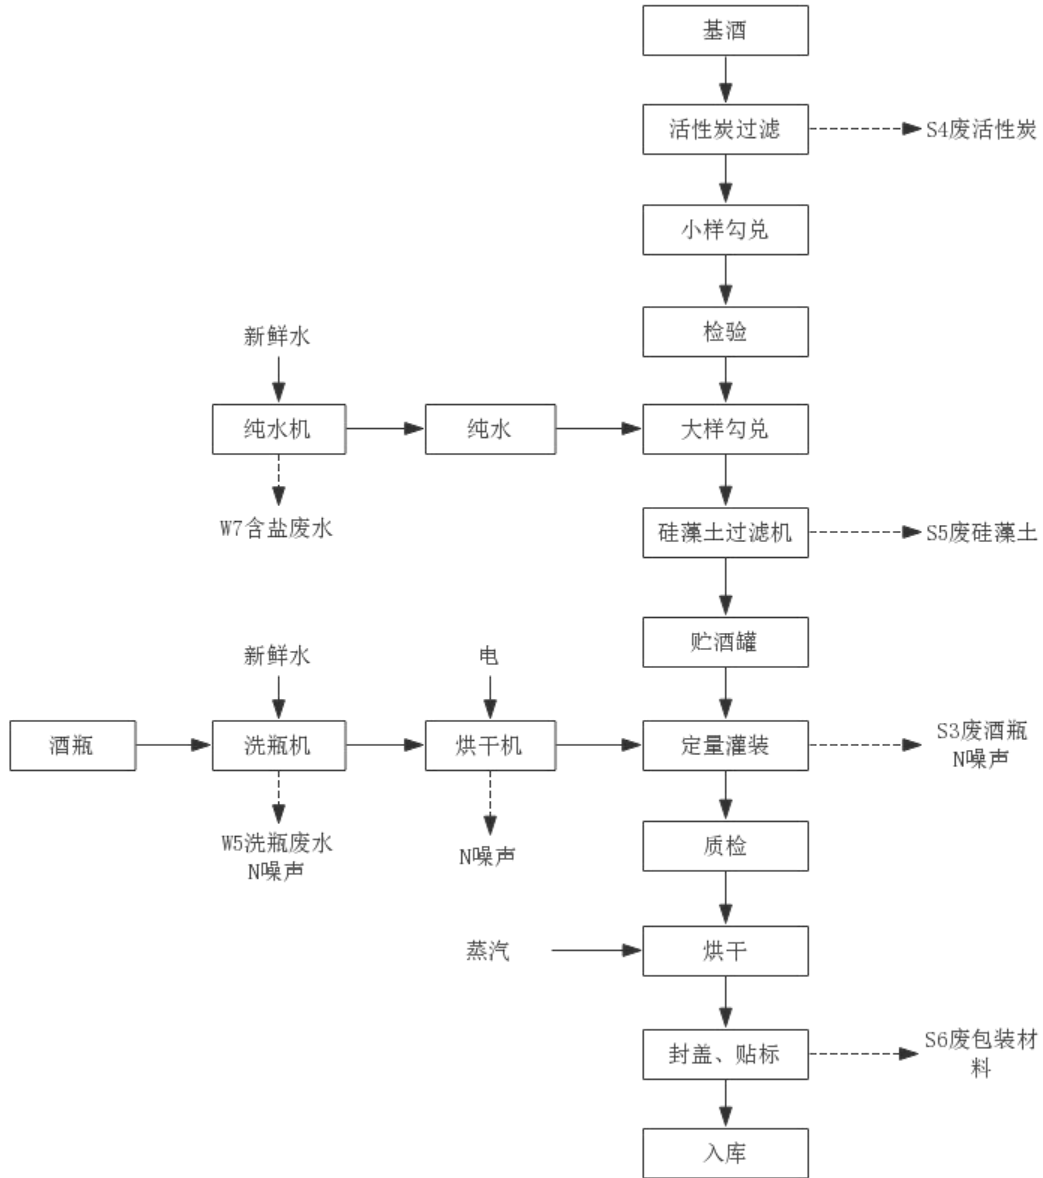 基酒
活性炭过滤
S4废活性炭
小样勾兑
新鲜水
检验
纯水机
纯水
大样勾兑
W7含盐废水
硅藻土过滤机
S5废硅藻土
贮酒罐
新鲜水
电
酒瓶
洗瓶机
烘干机
定量灌装
S3废酒瓶
N噪声
W5洗瓶废水
N噪声
N噪声
质检
蒸汽
烘干
封盖、贴标
S6废包装材
料
入库